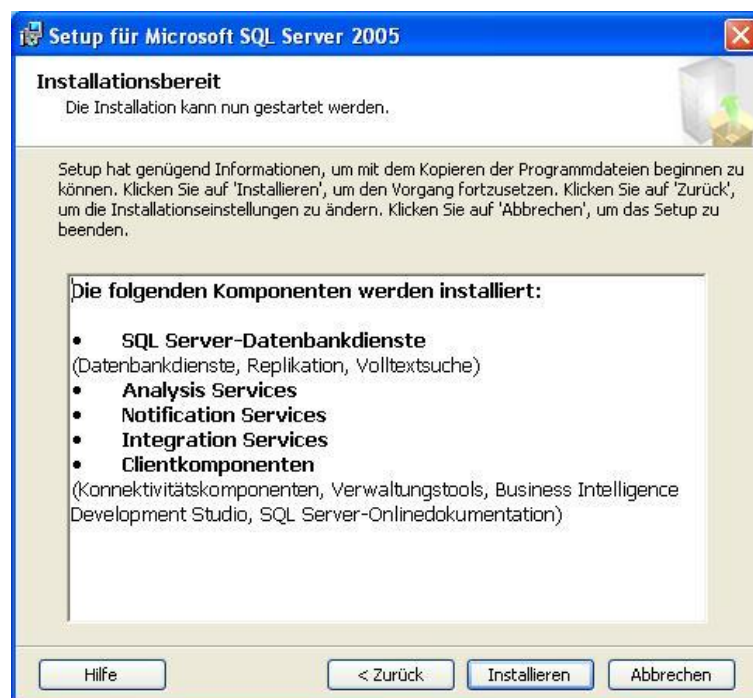 Setup für Microsoft SQL Server 2005
Installationsbereit
Die Installation kann nun gestartet werden.
Setup hat genügend Informationen, um mit dem Kopieren der Programmdateien beginnen zu
können. Klicken Sie auf 'Installieren', um den Vorgang fortzusetzen. Klicken Sie auf 'Zurück',
um die Installationseinstellungen zu ändern. Klicken Sie auf 'Abbrechen', um das Setup zu
beenden.
Die folgenden Komponenten werden installiert:
• SQL Server-Datenbankdienste
(Datenbankdienste, Replikation, Volltextsuche)
• Analysis Services
• Notification Services
• Integration Services
• Clientkomponenten
(Konnektivitätskomponenten, Verwaltungstools, Business Intelligence
Development Studio, SQL Server-Onlinedokumentation)
Hilfe
< Zurück
Installieren
Abbrechen